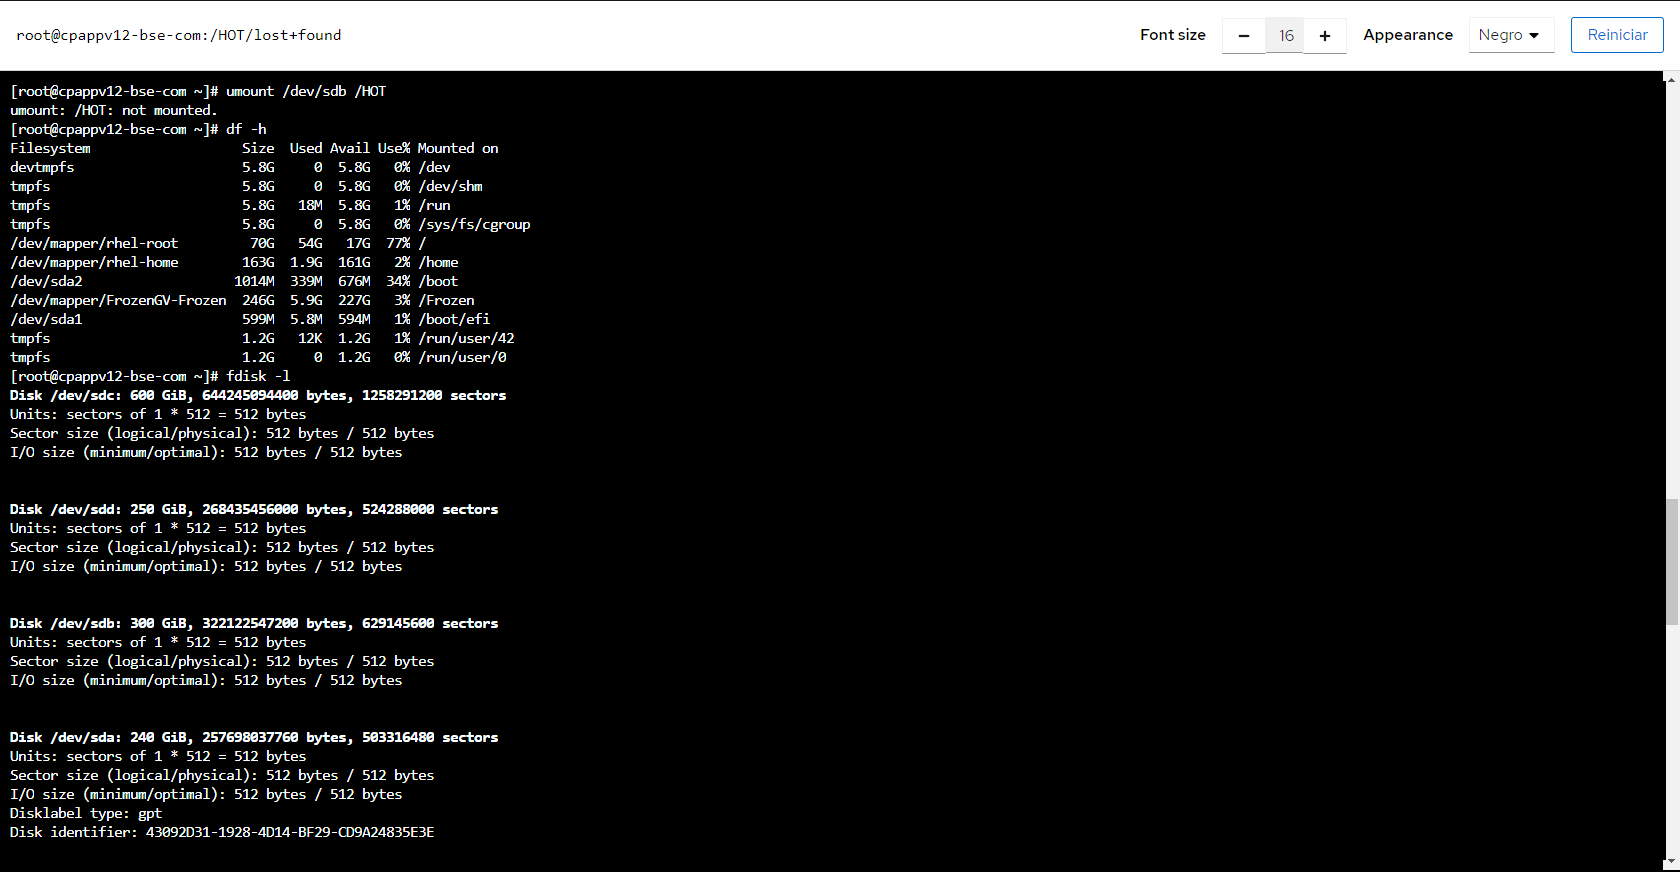 root@cpappv12-bse-com:/HOT/lost+found Font size − 16 + Appearance Negro Reiniciar
[root@cpappv12-bse-com ~]# umount /dev/sdb /HOT
umount: /HOT: not mounted.
[root@cpappv12-bse-com ~]# df -h
Filesystem                   Size  Used Avail Use% Mounted on
devtmpfs                     5.8G     0  5.8G   0% /dev
tmpfs                        5.8G     0  5.8G   0% /dev/shm
tmpfs                        5.8G   18M  5.8G   1% /run
tmpfs                        5.8G     0  5.8G   0% /sys/fs/cgroup
/dev/mapper/rhel-root         70G   54G   17G  77% /
/dev/mapper/rhel-home        163G  1.9G  161G   2% /home
/dev/sda2                   1014M  339M  676M  34% /boot
/dev/mapper/FrozenGV-Frozen  246G  5.9G  227G   3% /Frozen
/dev/sda1                    599M  5.8M  594M   1% /boot/efi
tmpfs                        1.2G   12K  1.2G   1% /run/user/42
tmpfs                        1.2G     0  1.2G   0% /run/user/0
[root@cpappv12-bse-com ~]# fdisk -l
Disk /dev/sdc: 600 GiB, 644245094400 bytes, 1258291200 sectors
Units: sectors of 1 * 512 = 512 bytes
Sector size (logical/physical): 512 bytes / 512 bytes
I/O size (minimum/optimal): 512 bytes / 512 bytes
Disk /dev/sdd: 250 GiB, 268435456000 bytes, 524288000 sectors
Units: sectors of 1 * 512 = 512 bytes
Sector size (logical/physical): 512 bytes / 512 bytes
I/O size (minimum/optimal): 512 bytes / 512 bytes
Disk /dev/sdb: 300 GiB, 322122547200 bytes, 629145600 sectors
Units: sectors of 1 * 512 = 512 bytes
Sector size (logical/physical): 512 bytes / 512 bytes
I/O size (minimum/optimal): 512 bytes / 512 bytes
Disk /dev/sda: 240 GiB, 257698037760 bytes, 503316480 sectors
Units: sectors of 1 * 512 = 512 bytes
Sector size (logical/physical): 512 bytes / 512 bytes
I/O size (minimum/optimal): 512 bytes / 512 bytes
Disklabel type: gpt
Disk identifier: 43092D31-1928-4D14-BF29-CD9A24835E3E